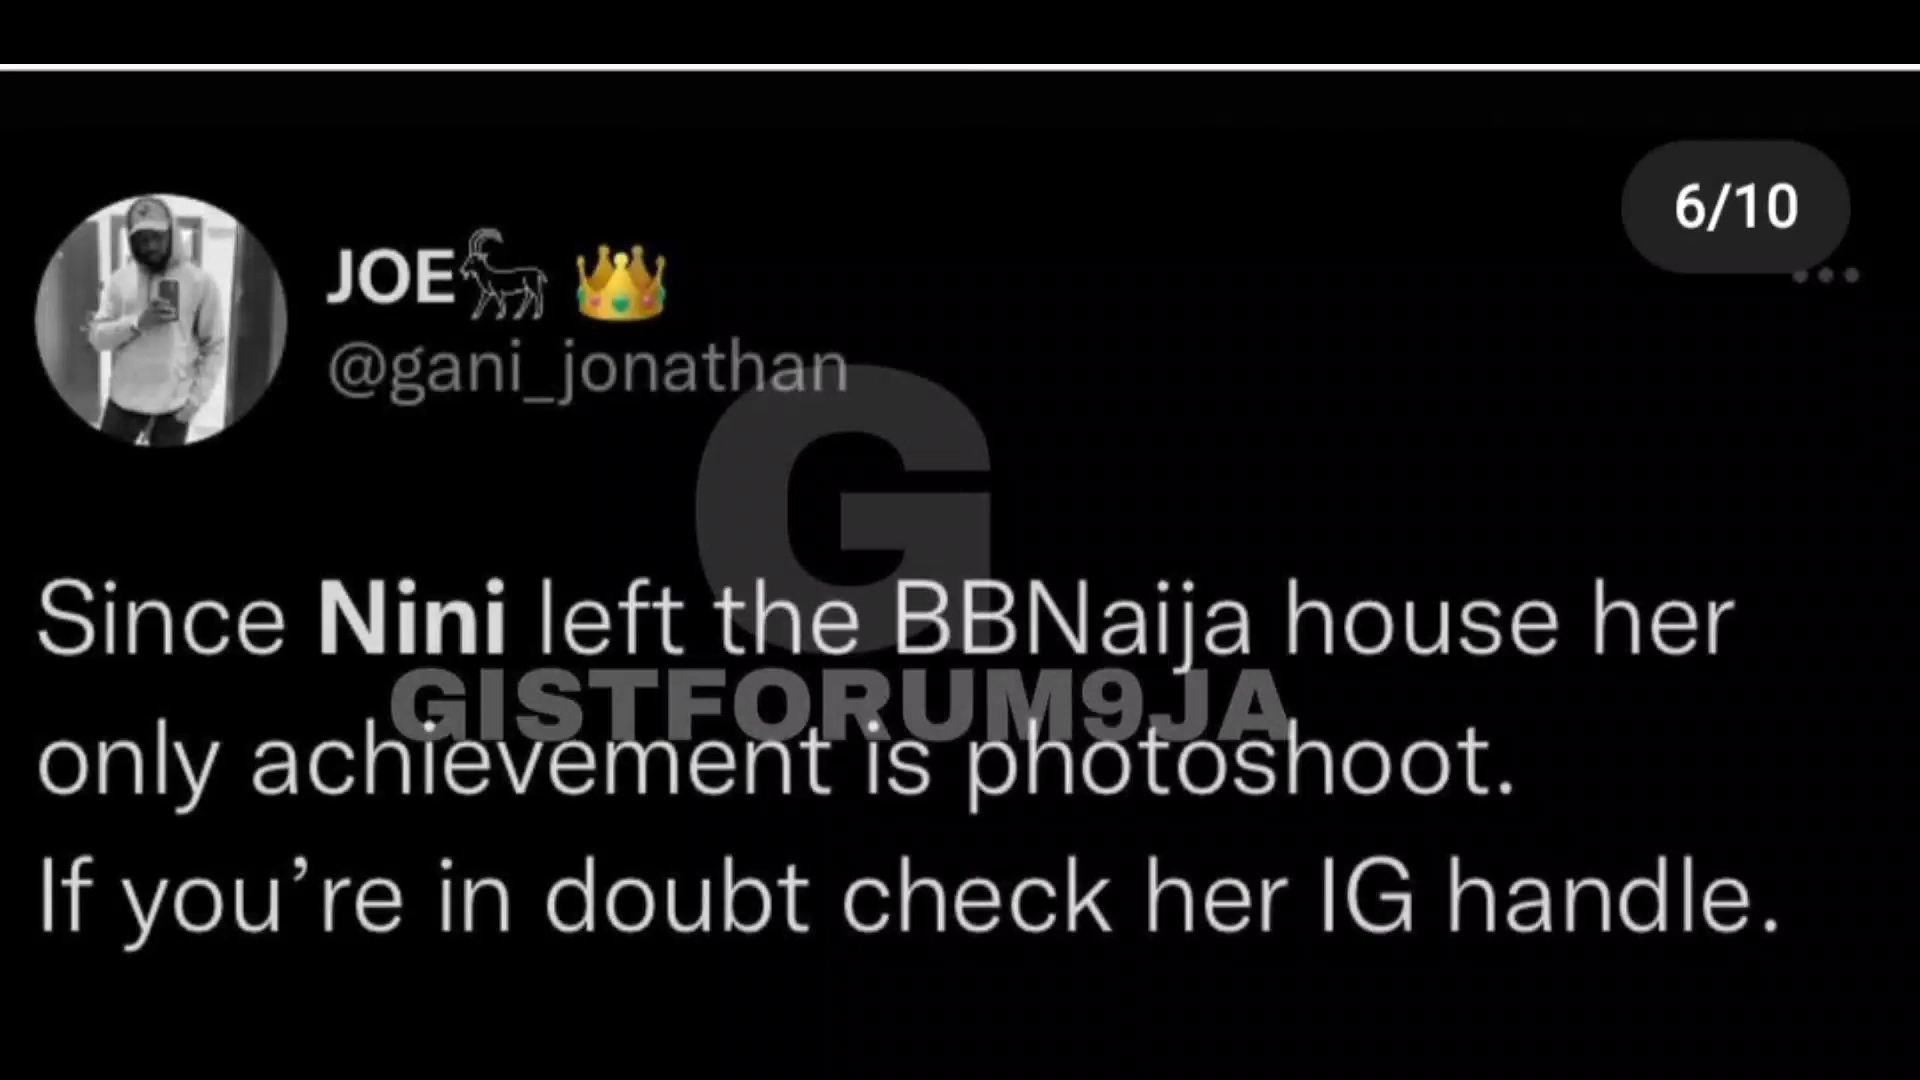 6/10
JOE🐐 👑
@gani_jonathan
G
Since Nini left the BBNaija house her
GISTFORUM9JA
only achievement is photoshoot.
If you’re in doubt check her IG handle.